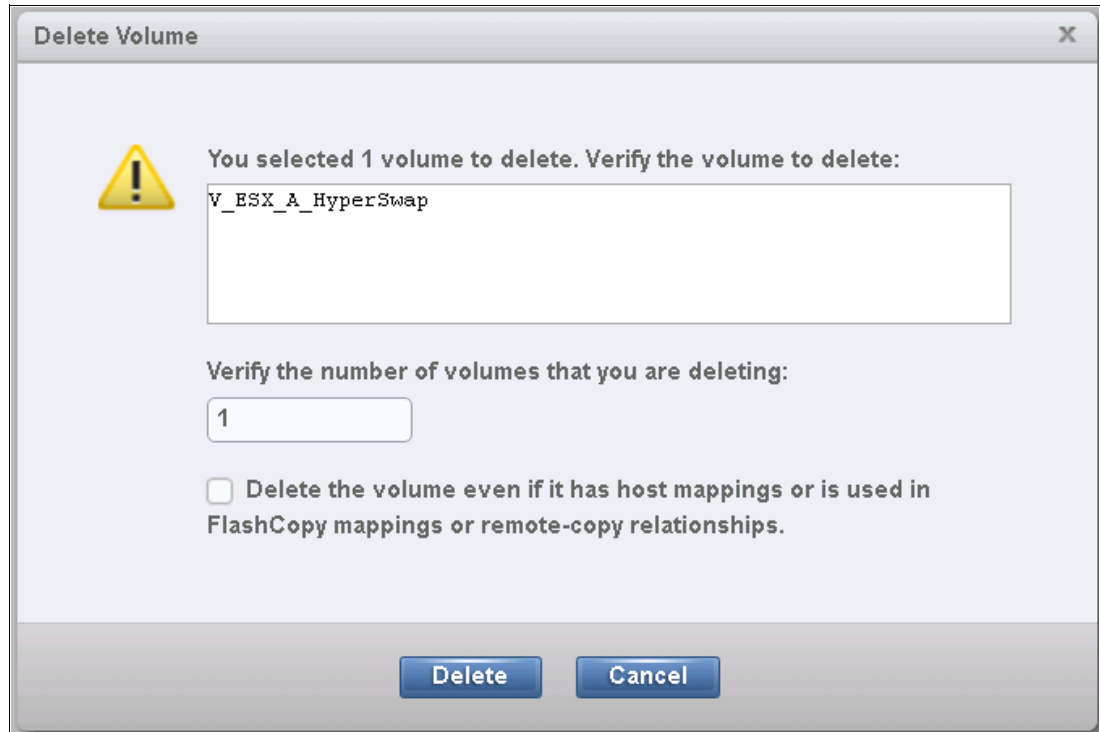 Delete Volume
x
You selected 1 volume to delete. Verify the volume to delete:
V_ESX_A_HyperSwap
Verify the number of volumes that you are deleting:
1
Delete the volume even if it has host mappings or is used in
FlashCopy mappings or remote-copy relationships.
Delete
Cancel